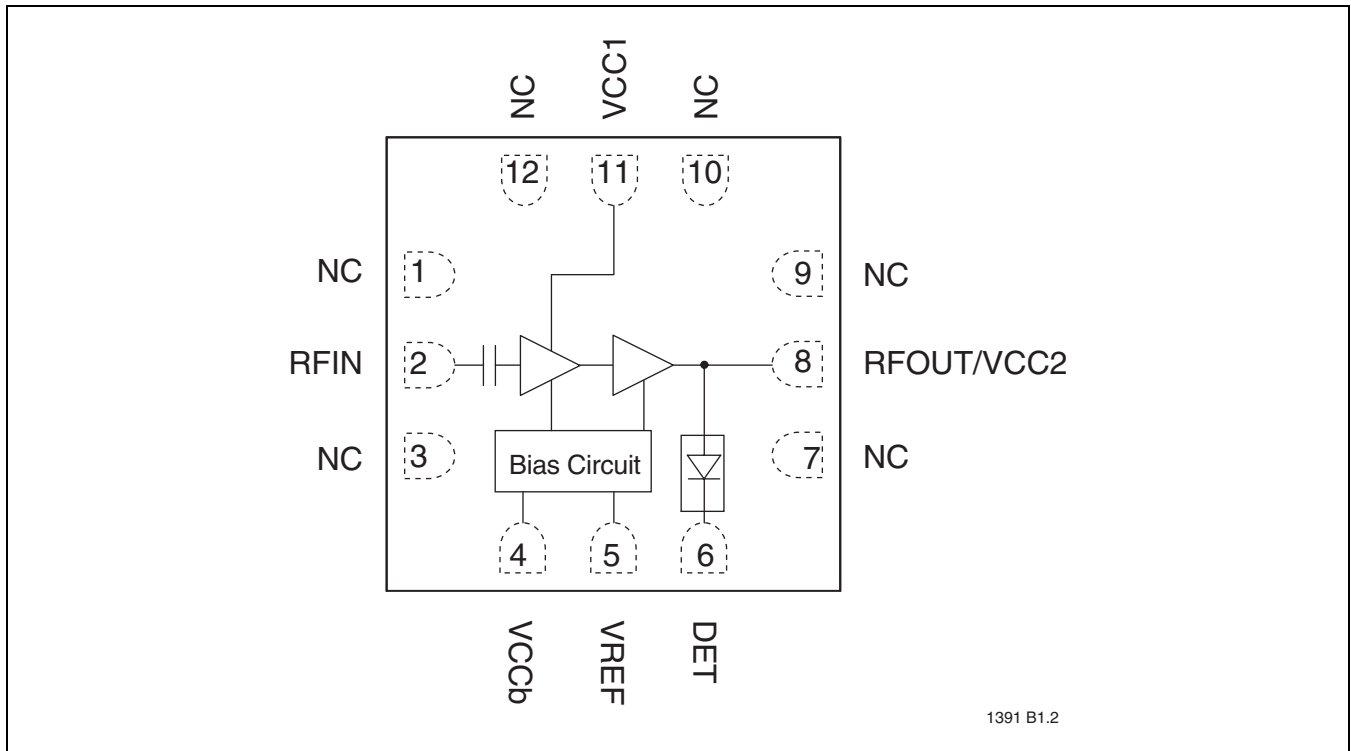 NC
VCC1
NC
12
11
10
NC
1
9
NC
RFIN
2
8
RFOUT/VCC2
NC
3
Bias Circuit
7
NC
4
5
6
VCCb
VREF
DET
1391 B1.2